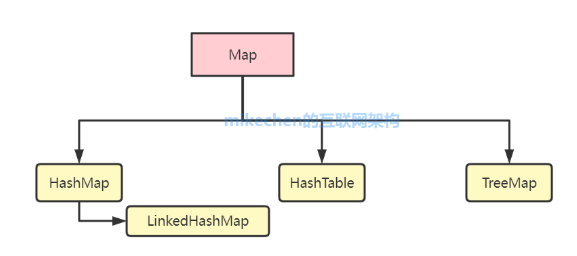 Map
mikechen的互联网架构
HashMap
HashTable
TreeMap
LinkedHashMap